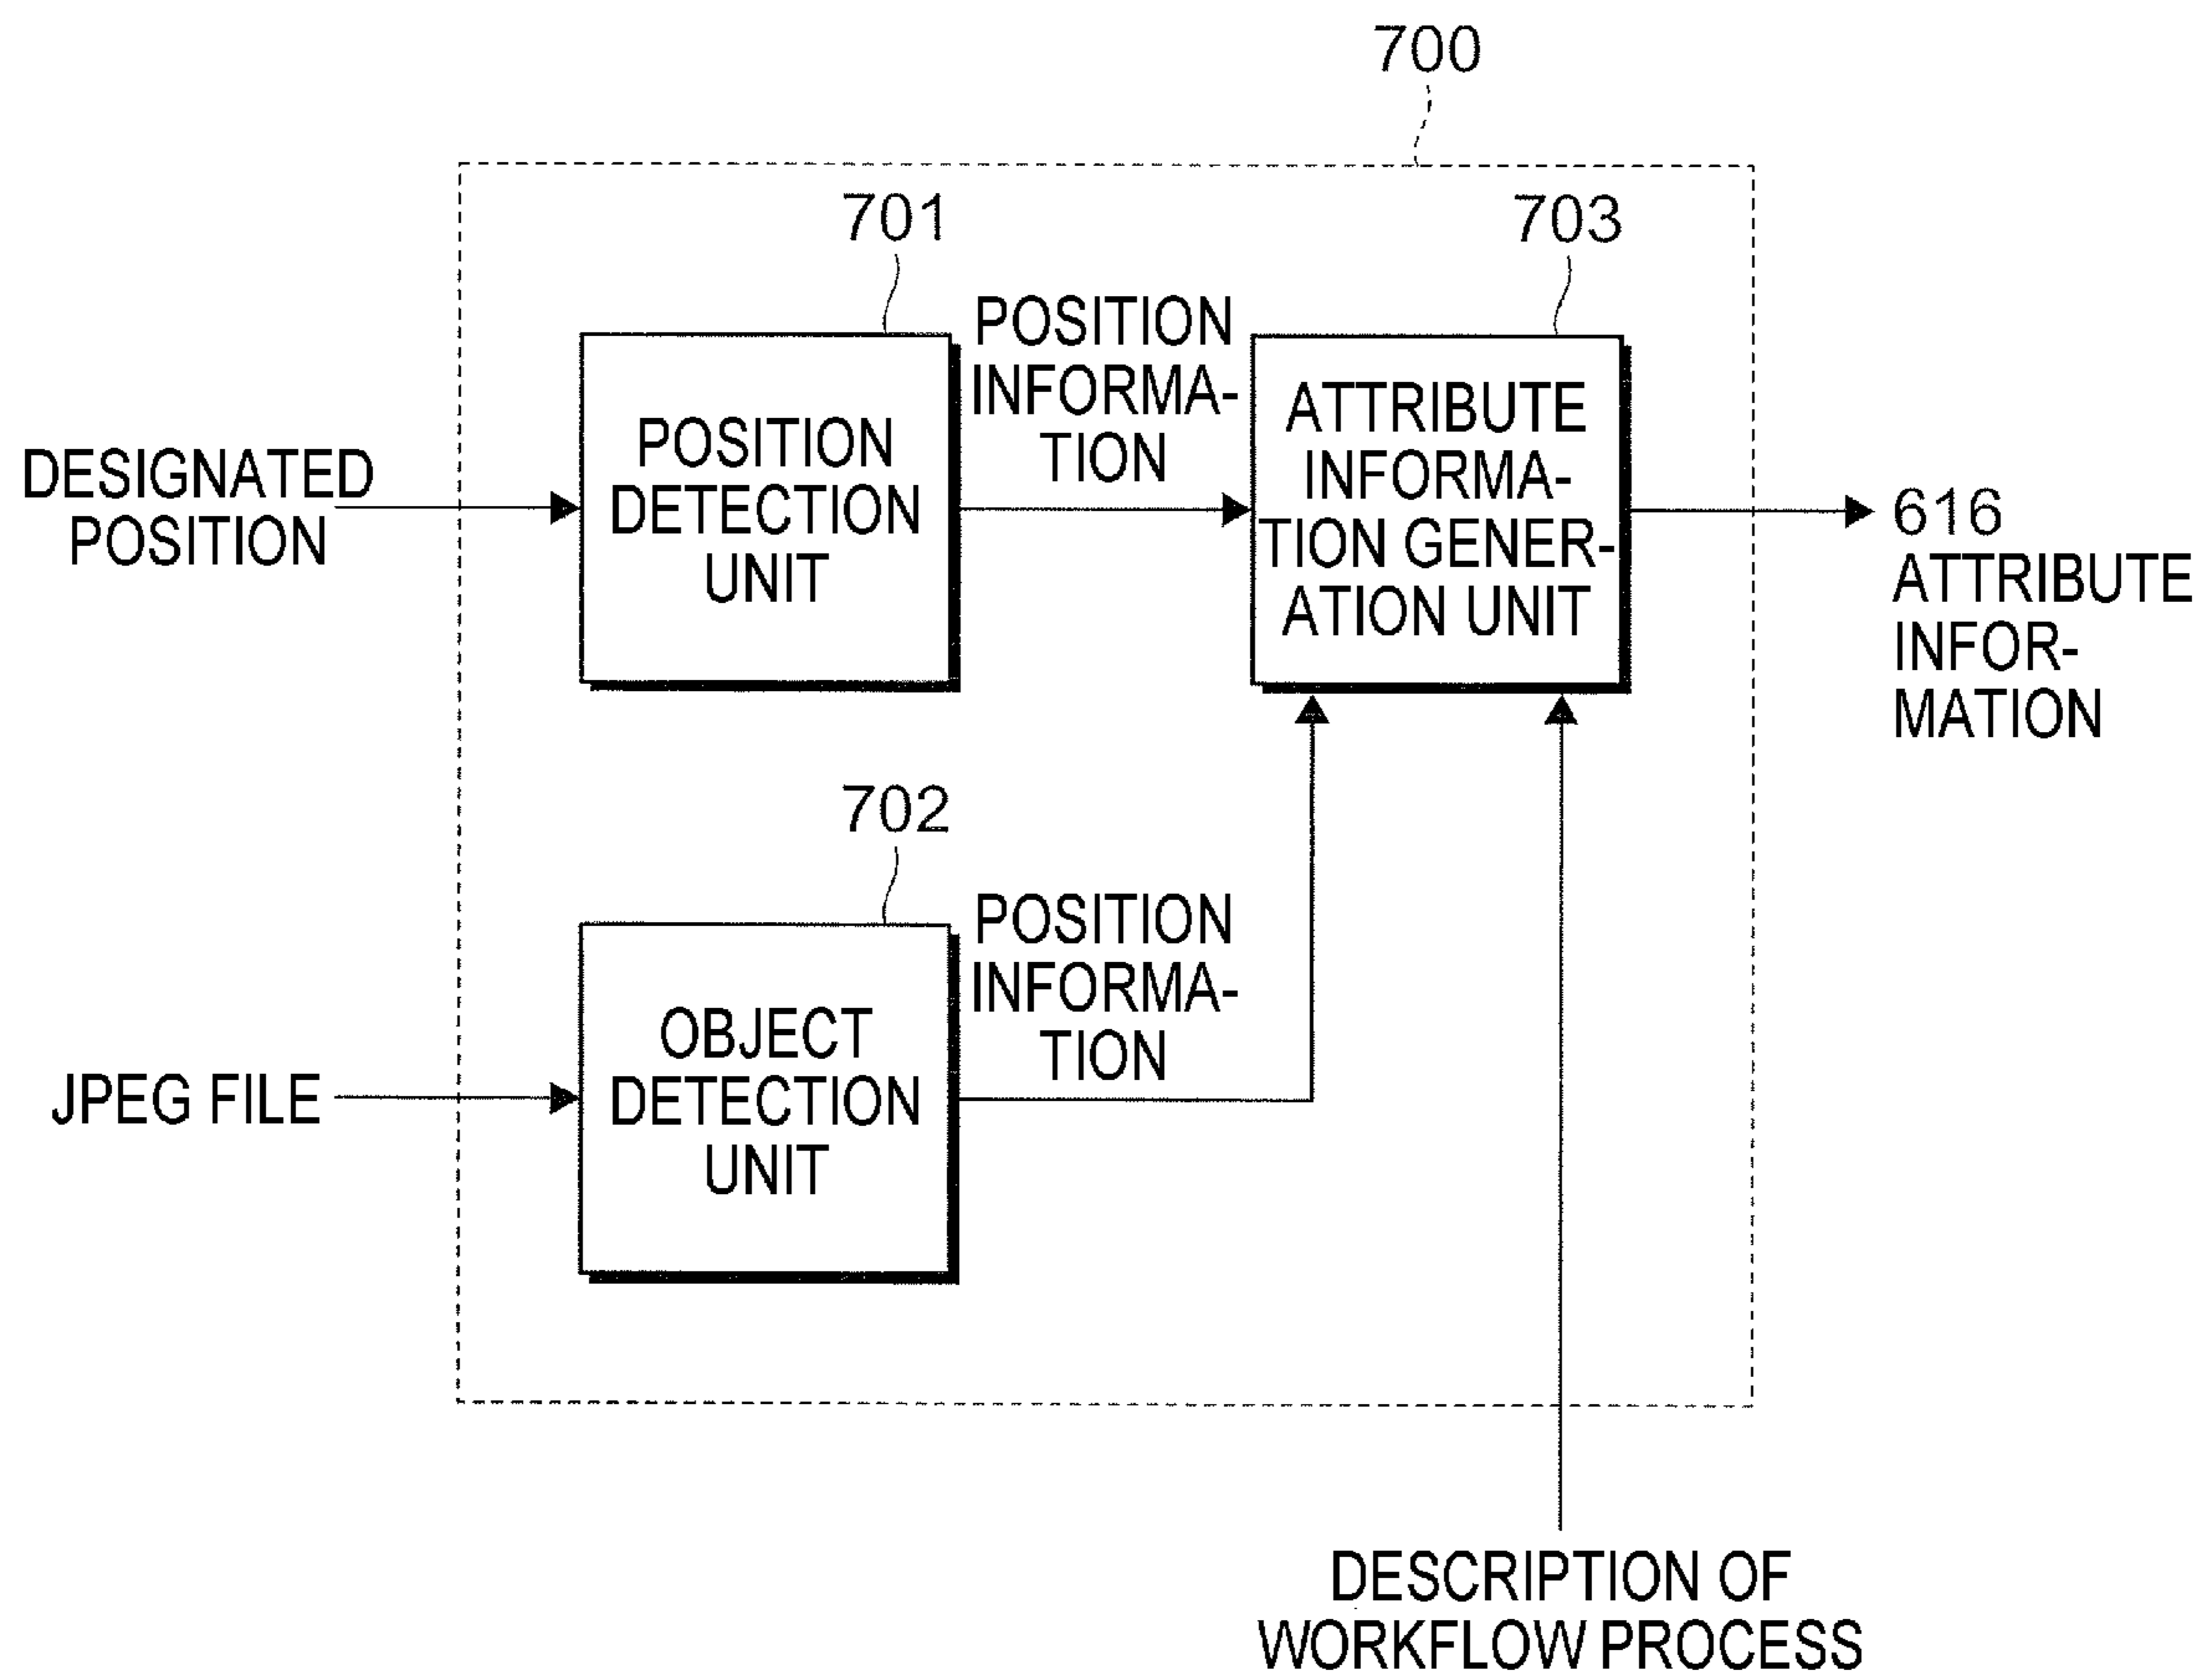 700
701
703
POSITION
INFORMA-
TION
ATTRIBUTE
INFORMA-
TION GENER-
ATION UNIT
POSITION
DETECTION
UNIT
DESIGNATED
POSITION
616
ATTRIBUTE
INFOR-
MATION
702
POSITION
INFORMA-
TION
OBJECT
DETECTION
UNIT
JPEG FILE
DESCRIPTION OF
WORKFLOW PROCESS